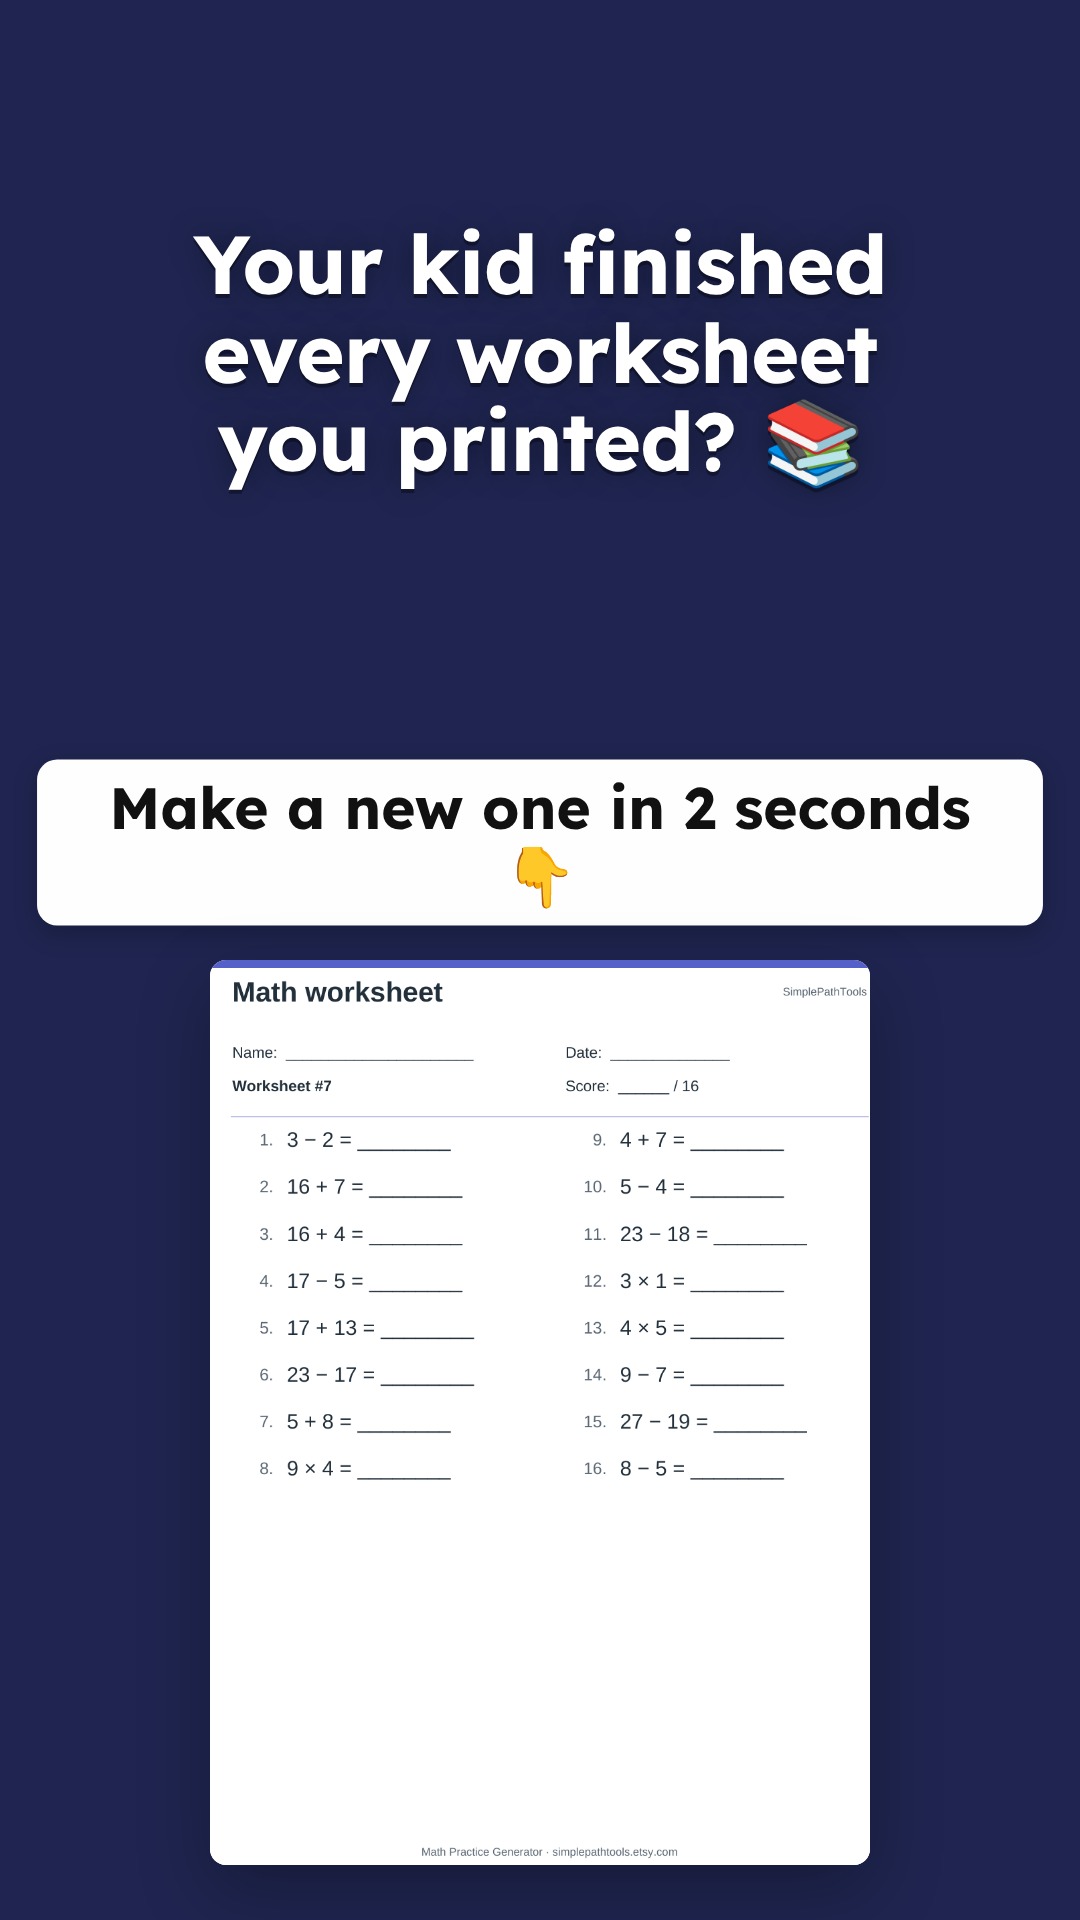 Your kid finished
every worksheet
you printed? 📚
Make a new one in 2 seconds
👇
Math worksheet
SimplePathTools
Name: ______________________ Date: ______________
Worksheet #7 Score: ______ / 16
1. 3 − 2 = ________
2. 16 + 7 = ________
3. 16 + 4 = ________
4. 17 − 5 = ________
5. 17 + 13 = ________
6. 23 − 17 = ________
7. 5 + 8 = ________
8. 9 × 4 = ________
9. 4 + 7 = ________
10. 5 − 4 = ________
11. 23 − 18 = ________
12. 3 × 1 = ________
13. 4 × 5 = ________
14. 9 − 7 = ________
15. 27 − 19 = ________
16. 8 − 5 = ________
Math Practice Generator · simplepathtools.etsy.com